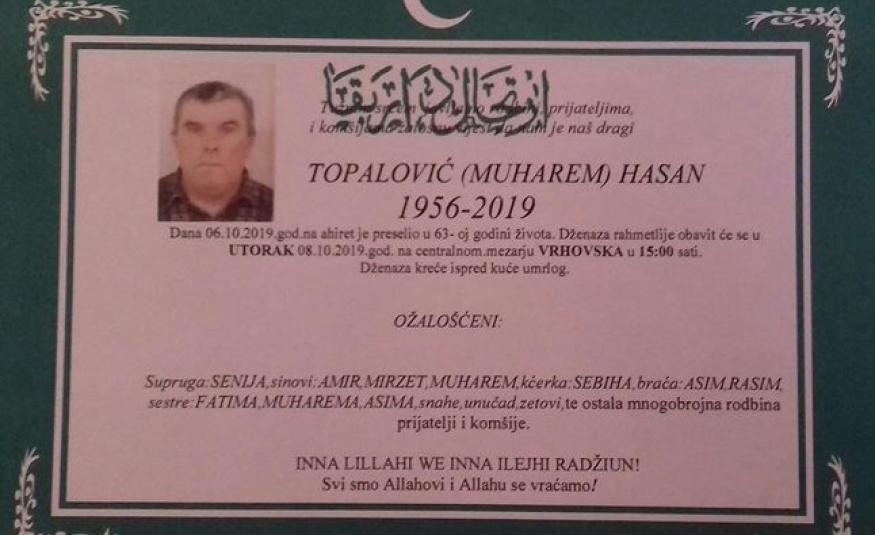 prijateljima,
i je naš dragi
TOPALOVIĆ (MUHAREM) HASAN
1956-2019
Dana 06.10.2019.god.na ahiret je preselio u 63- oj godini života. Dženaza rahmetlije obavit će se u
UTORAK 08.10.2019.god. na centralnom.mezarju VRHOVSKA u 15:00 sati.
Dženaza kreće ispred kuće umrlog.
OŽALOŠĆENI:
Supruga:SENIJA,sinovi:AMIR,MIRZET,MUHAREM,kćerka:SEBIHA,braća:ASIM,RASIM,
sestre:FATIMA,MUHAREMA,ASIMA,snahe,unučad,zetovi,te ostala mnogobrojna rodbina
prijatelji i komšije.
INNA LILLAHI WE INNA ILEJHI RADŽIUN!
Svi smo Allahovi i Allahu se vraćamo!